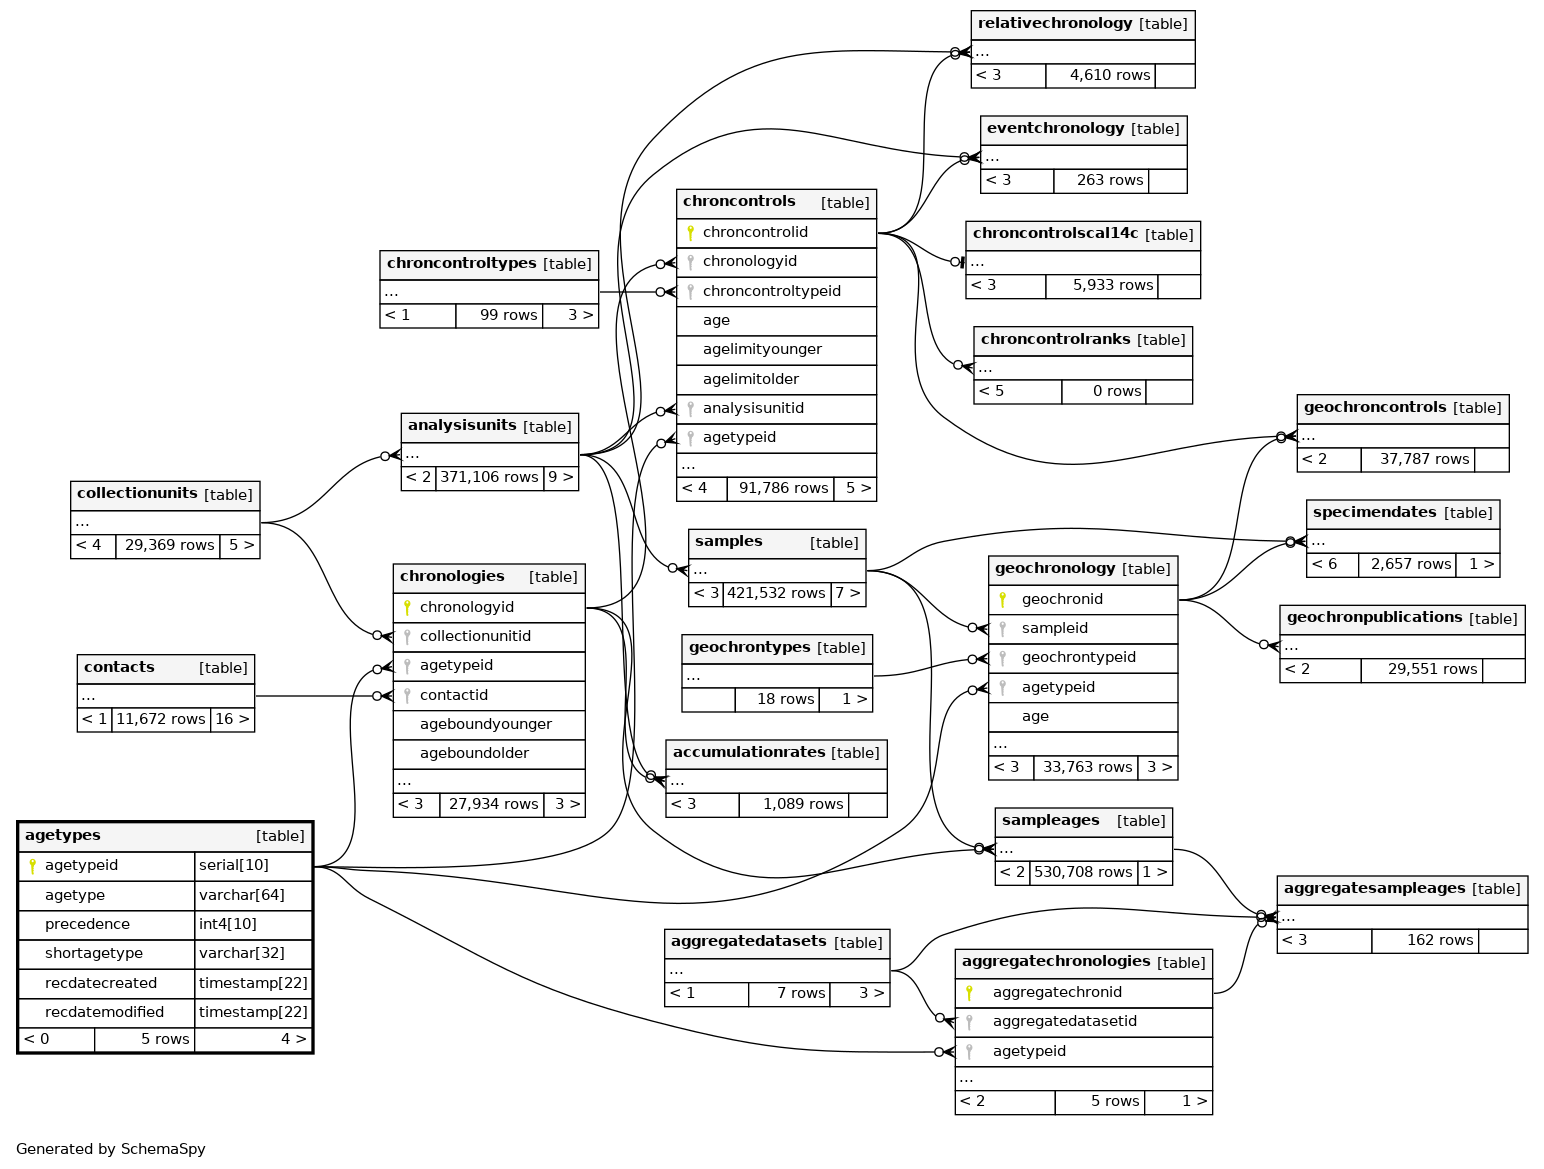 relativechronology [table]
...
< 3 4,610 rows
eventchronology [table]
...
< 3 263 rows
chroncontrols [table]
chroncontrolid
chronologyid
chroncontroltypeid
age
agelimityounger
agelimitolder
analysisunitid
agetypeid
...
< 4 91,786 rows 5 >
chroncontrolscal14c [table]
...
< 3 5,933 rows
chroncontroltypes [table]
...
< 1 99 rows 3 >
chroncontrolranks [table]
...
< 5 0 rows
geochroncontrols [table]
...
< 2 37,787 rows
analysisunits [table]
...
< 2 371,106 rows 9 >
collectionunits [table]
...
< 4 29,369 rows 5 >
specimendates [table]
...
< 6 2,657 rows 1 >
samples [table]
...
< 3 421,532 rows 7 >
geochronology [table]
geochronid
sampleid
geochrontypeid
agetypeid
age
...
< 3 33,763 rows 3 >
chronologies [table]
chronologyid
collectionunitid
agetypeid
contactid
ageboundyounger
ageboundolder
...
< 3 27,934 rows 3 >
geochronpublications [table]
...
< 2 29,551 rows
geochrontypes [table]
...
18 rows 1 >
contacts [table]
...
< 1 11,672 rows 16 >
accumulationrates [table]
...
< 3 1,089 rows
sampleages [table]
...
< 2 530,708 rows 1 >
agetypes [table]
agetypeid serial[10]
agetype varchar[64]
precedence int4[10]
shortagetype varchar[32]
recdatecreated timestamp[22]
recdatemodified timestamp[22]
< 0 5 rows 4 >
aggregatesampleages [table]
...
< 3 162 rows
aggregatedatasets [table]
...
< 1 7 rows 3 >
aggregatechronologies [table]
aggregatechronid
aggregatedatasetid
agetypeid
...
< 2 5 rows 1 >
Generated by SchemaSpy